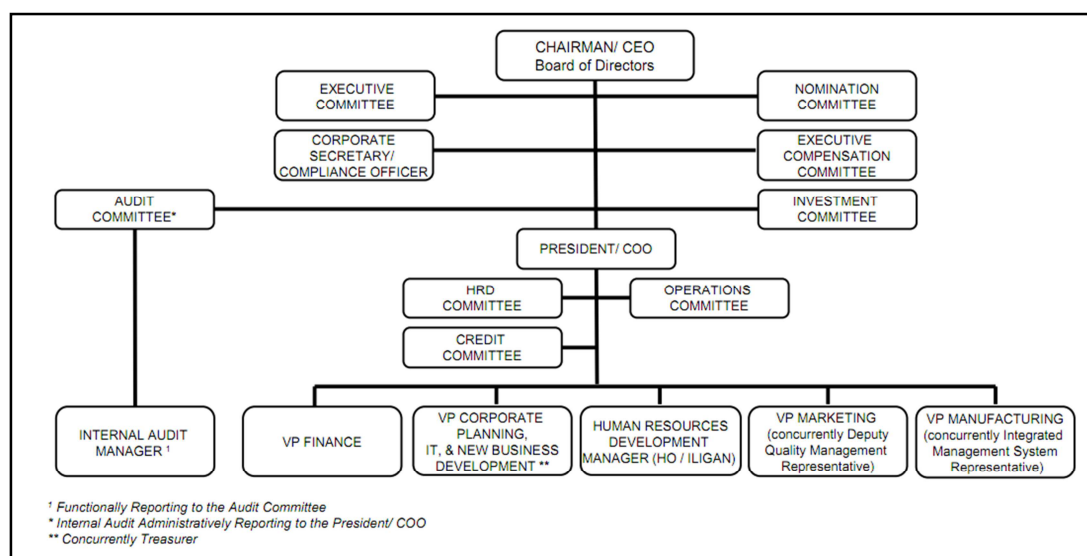 CHAIRMAN/ CEO
Board of Directors
EXECUTIVE
COMMITTEE
NOMINATION
COMMITTEE
CORPORATE
SECRETARY/
COMPLIANCE OFFICER
EXECUTIVE
COMPENSATION
COMMITTEE
AUDIT
COMMITTEE*
INVESTMENT
COMMITTEE
PRESIDENT/ COO
HRD
COMMITTEE
OPERATIONS
COMMITTEE
CREDIT
COMMITTEE
INTERNAL AUDIT
MANAGER ¹
VP FINANCE
VP CORPORATE
PLANNING,
IT, & NEW BUSINESS
DEVELOPMENT **
HUMAN RESOURCES
DEVELOPMENT
MANAGER (HO / ILIGAN)
VP MARKETING
(concurrently Deputy
Quality Management
Representative)
VP MANUFACTURING
(concurrently Integrated
Management System
Representative)
¹ Functionally Reporting to the Audit Committee
* Internal Audit Administratively Reporting to the President/ COO
** Concurrently Treasurer